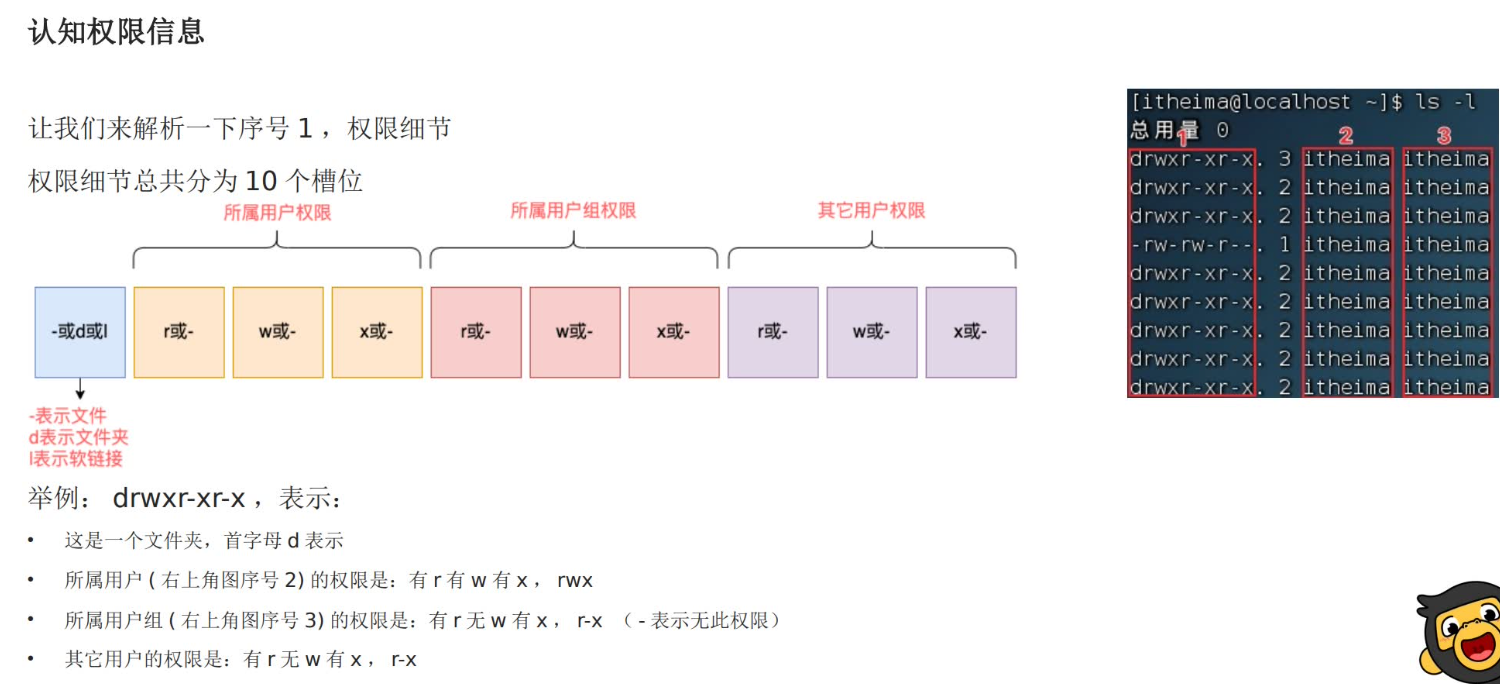 认知权限信息
让我们来解析一下序号 1 ，权限细节
权限细节总共分为 10 个槽位
所属用户权限 所属用户组权限 其它用户权限
-或d或l r或- w或- x或- r或- w或- x或- r或- w或- x或-
-表示文件
d表示文件夹
l表示软链接
举例： drwxr-xr-x ，表示：
• 这是一个文件夹，首字母 d 表示
• 所属用户 ( 右上角图序号 2) 的权限是：有 r 有 w 有 x ， rwx
• 所属用户组 ( 右上角图序号 3) 的权限是：有 r 无 w 有 x ， r-x （ - 表示无此权限）
• 其它用户的权限是：有 r 无 w 有 x ， r-x
[itheima@localhost ~]$ ls -l
总用量 0
1 2 3
drwxr-xr-x. 3 itheima itheima
drwxr-xr-x. 2 itheima itheima
drwxr-xr-x. 2 itheima itheima
-rw-rw-r--. 1 itheima itheima
drwxr-xr-x. 2 itheima itheima
drwxr-xr-x. 2 itheima itheima
drwxr-xr-x. 2 itheima itheima
drwxr-xr-x. 2 itheima itheima
drwxr-xr-x. 2 itheima itheima